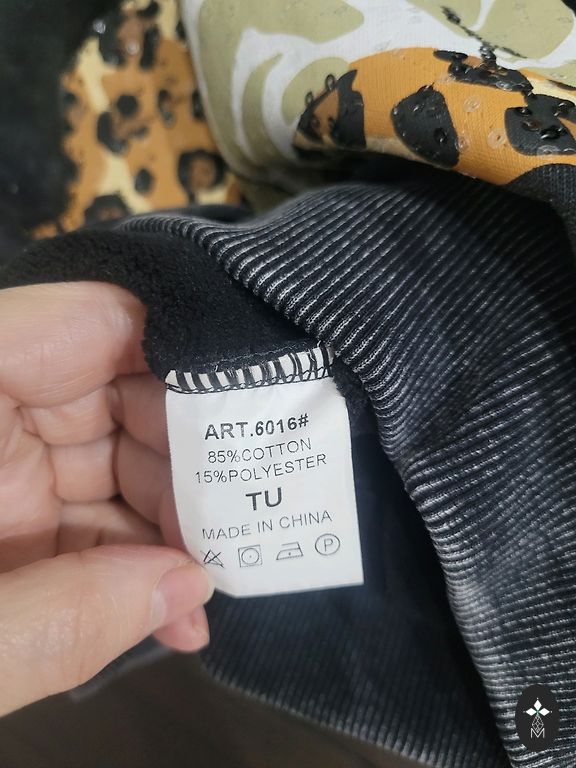 ART.6016#
85%COTTON
15%POLYESTER
TU
MADE IN CHINA
P